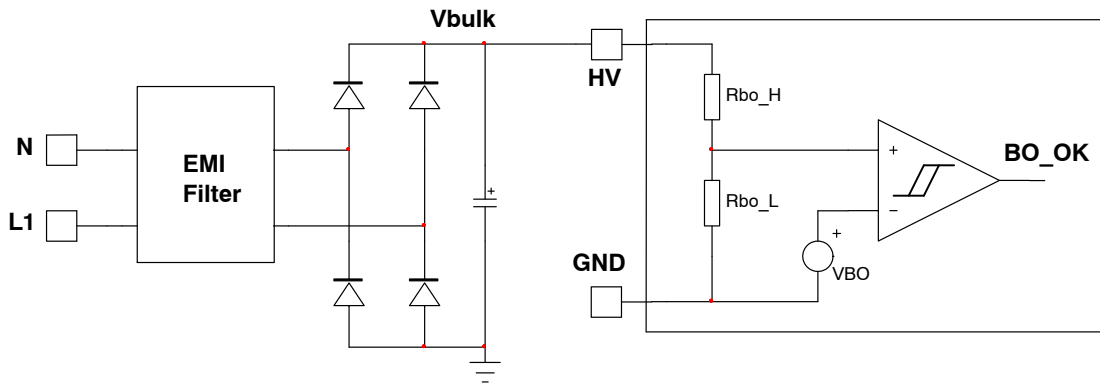 Vbulk
HV
Rbo_H
N
EMI
Filter
+
BO_OK
+
Rbo_L
L1
–
GND
+
VBO